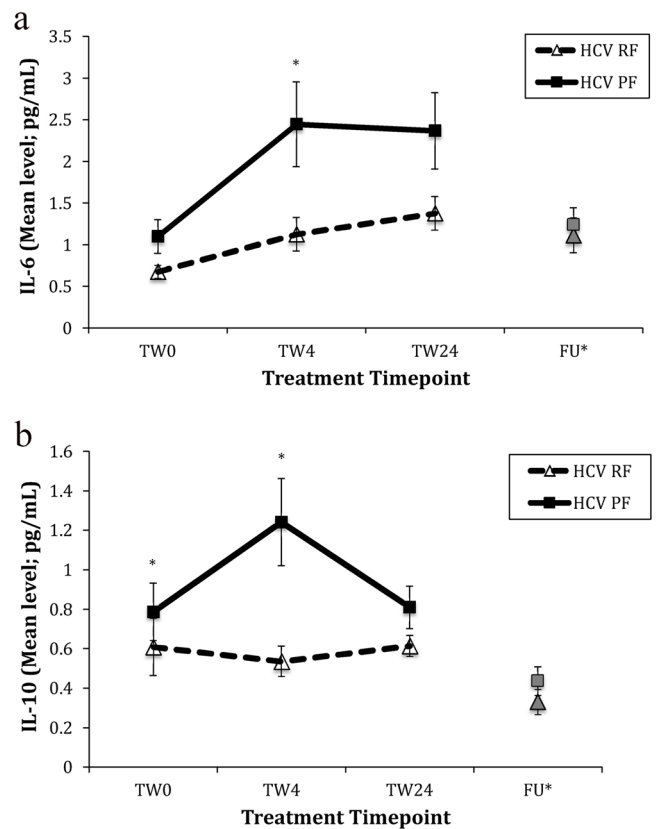 a
3.5
3
2.5
2
1.5
1
0.5
0
IL-6 (Mean level; pg/mL)
*
HCV RF
HCV PF
TW0 TW4 TW24 FU*
Treatment Timepoint
b
1.6
1.4
1.2
1
0.8
0.6
0.4
0.2
0
IL-10 (Mean level; pg/mL)
*
*
HCV RF
HCV PF
TW0 TW4 TW24 FU*
Treatment Timepoint